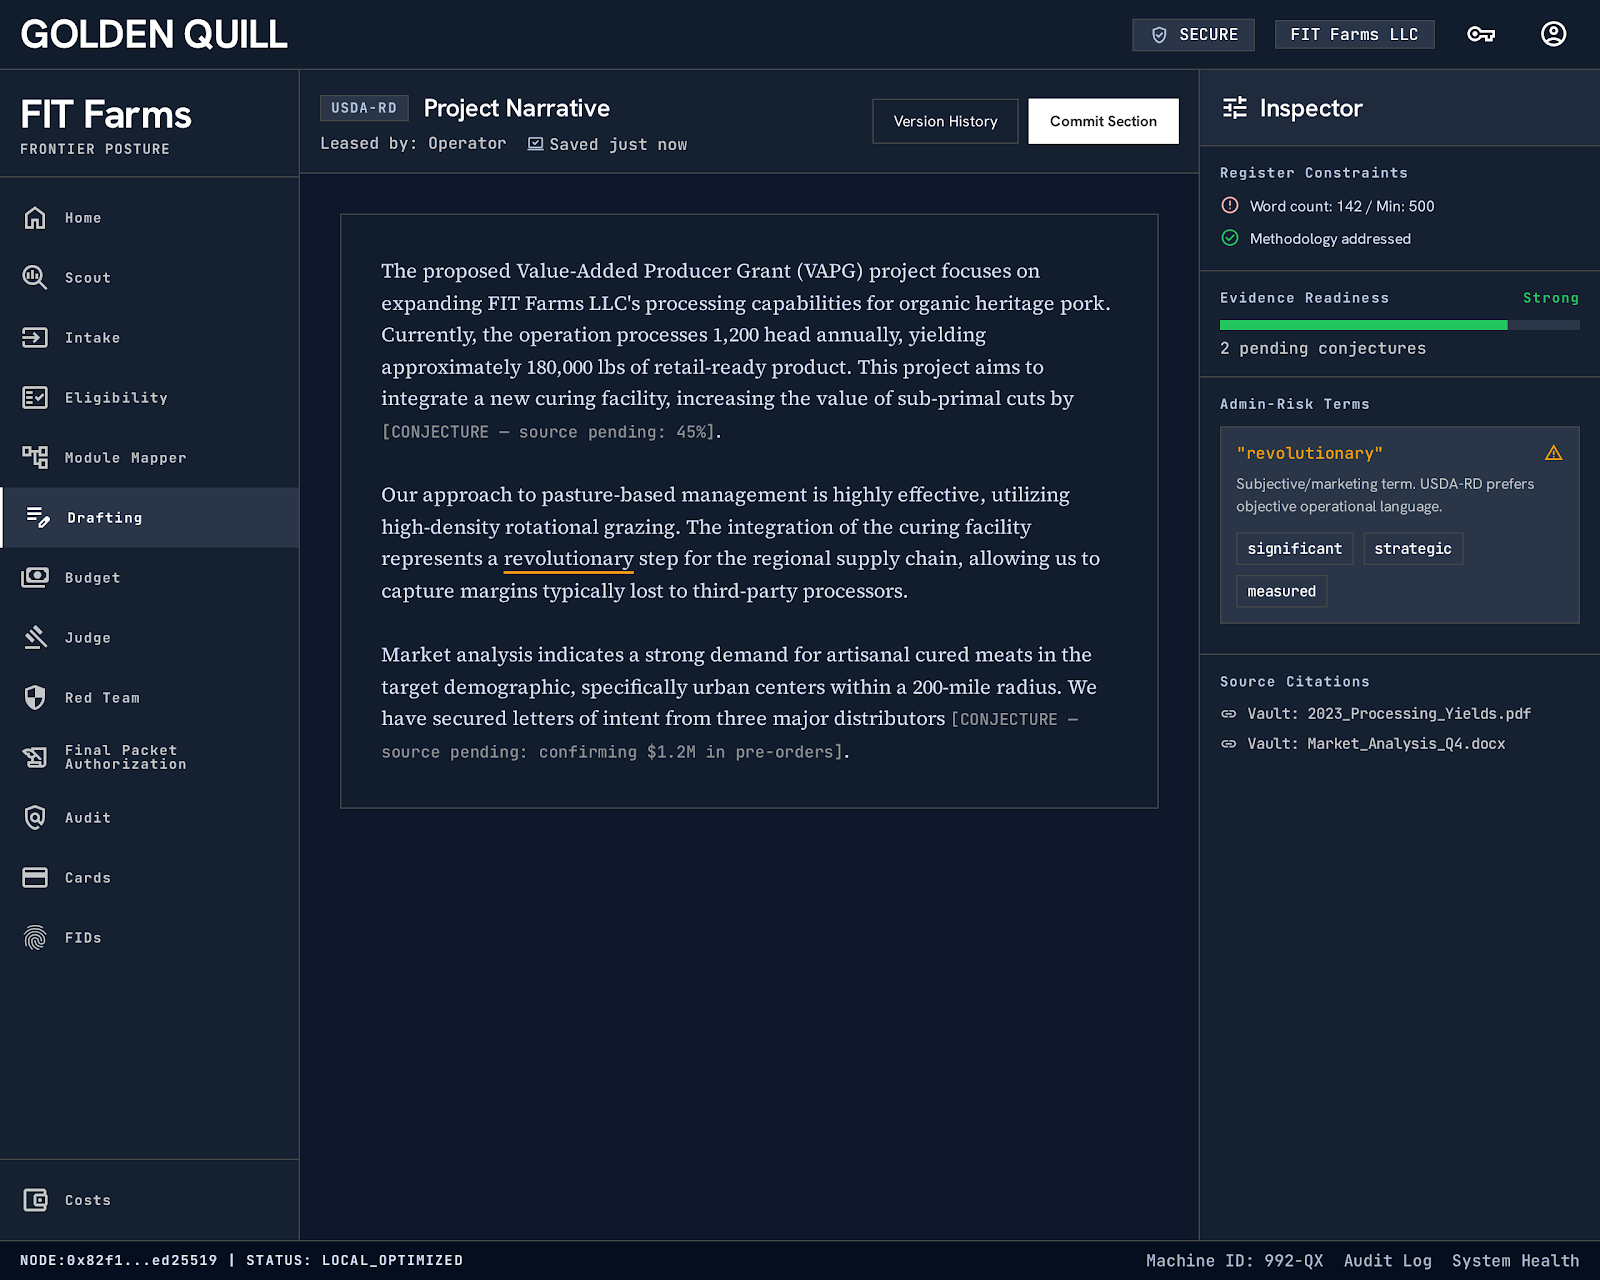 GOLDEN QUILL
SECURE
FIT Farms LLC
FIT Farms
FRONTIER POSTURE
Home
Scout
Intake
Eligibility
Module Mapper
Drafting
Budget
Judge
Red Team
Final Packet
Authorization
Audit
Cards
FIDs
Costs
USDA-RD
Project Narrative
Leased by: Operator
Saved just now
Version History
Commit Section
The proposed Value-Added Producer Grant (VAPG) project focuses on
expanding FIT Farms LLC's processing capabilities for organic heritage pork.
Currently, the operation processes 1,200 head annually, yielding
approximately 180,000 lbs of retail-ready product. This project aims to
integrate a new curing facility, increasing the value of sub-primal cuts by
[CONJECTURE — source pending: 45%].
Our approach to pasture-based management is highly effective, utilizing
high-density rotational grazing. The integration of the curing facility
represents a revolutionary step for the regional supply chain, allowing us to
capture margins typically lost to third-party processors.
Market analysis indicates a strong demand for artisanal cured meats in the
target demographic, specifically urban centers within a 200-mile radius. We
have secured letters of intent from three major distributors [CONJECTURE —
source pending: confirming $1.2M in pre-orders].
Inspector
Register Constraints
Word count: 142 / Min: 500
Methodology addressed
Evidence Readiness
Strong
2 pending conjectures
Admin-Risk Terms
"revolutionary"
Subjective/marketing term. USDA-RD prefers
objective operational language.
significant
strategic
measured
Source Citations
Vault: 2023_Processing_Yields.pdf
Vault: Market_Analysis_Q4.docx
NODE:0x82f1...ed25519 | STATUS: LOCAL_OPTIMIZED
Machine ID: 992-QX
Audit Log
System Health